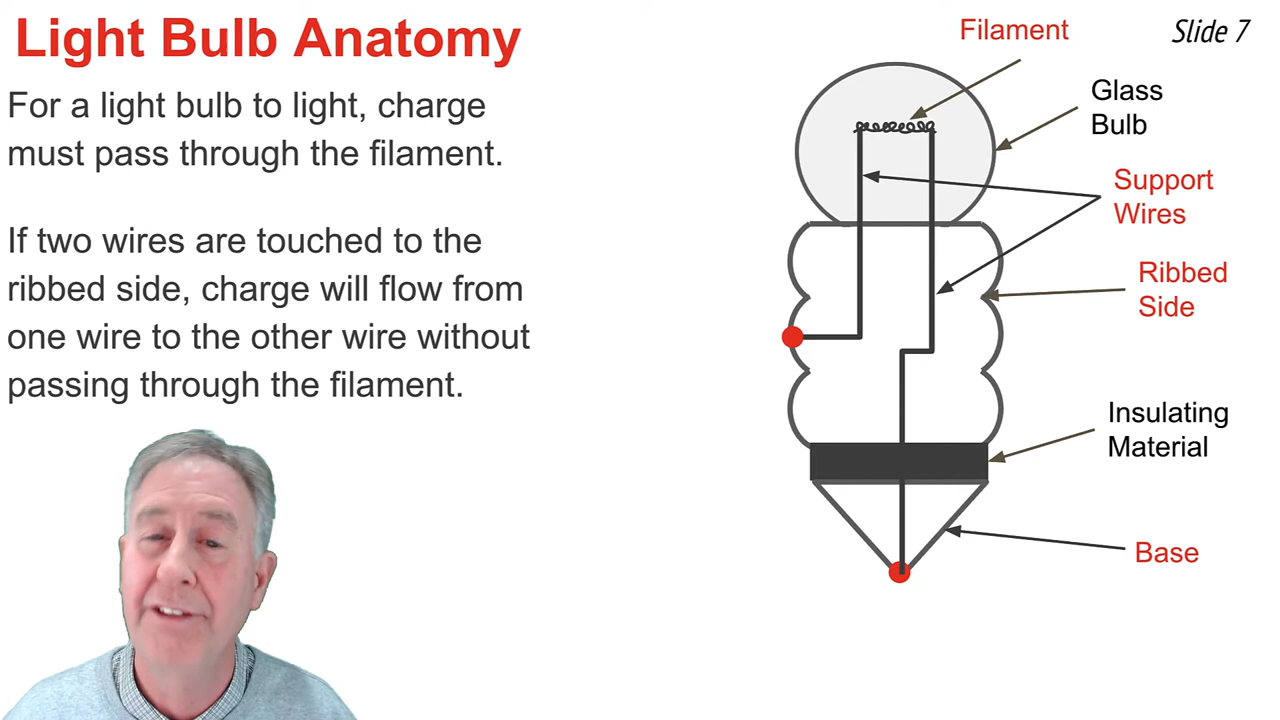 Light Bulb Anatomy
For a light bulb to light, charge
must pass through the filament.
If two wires are touched to the
ribbed side, charge will flow from
one wire to the other wire without
passing through the filament.
Slide 7
Filament
Glass
Bulb
Support
Wires
Ribbed
Side
Insulating
Material
Base